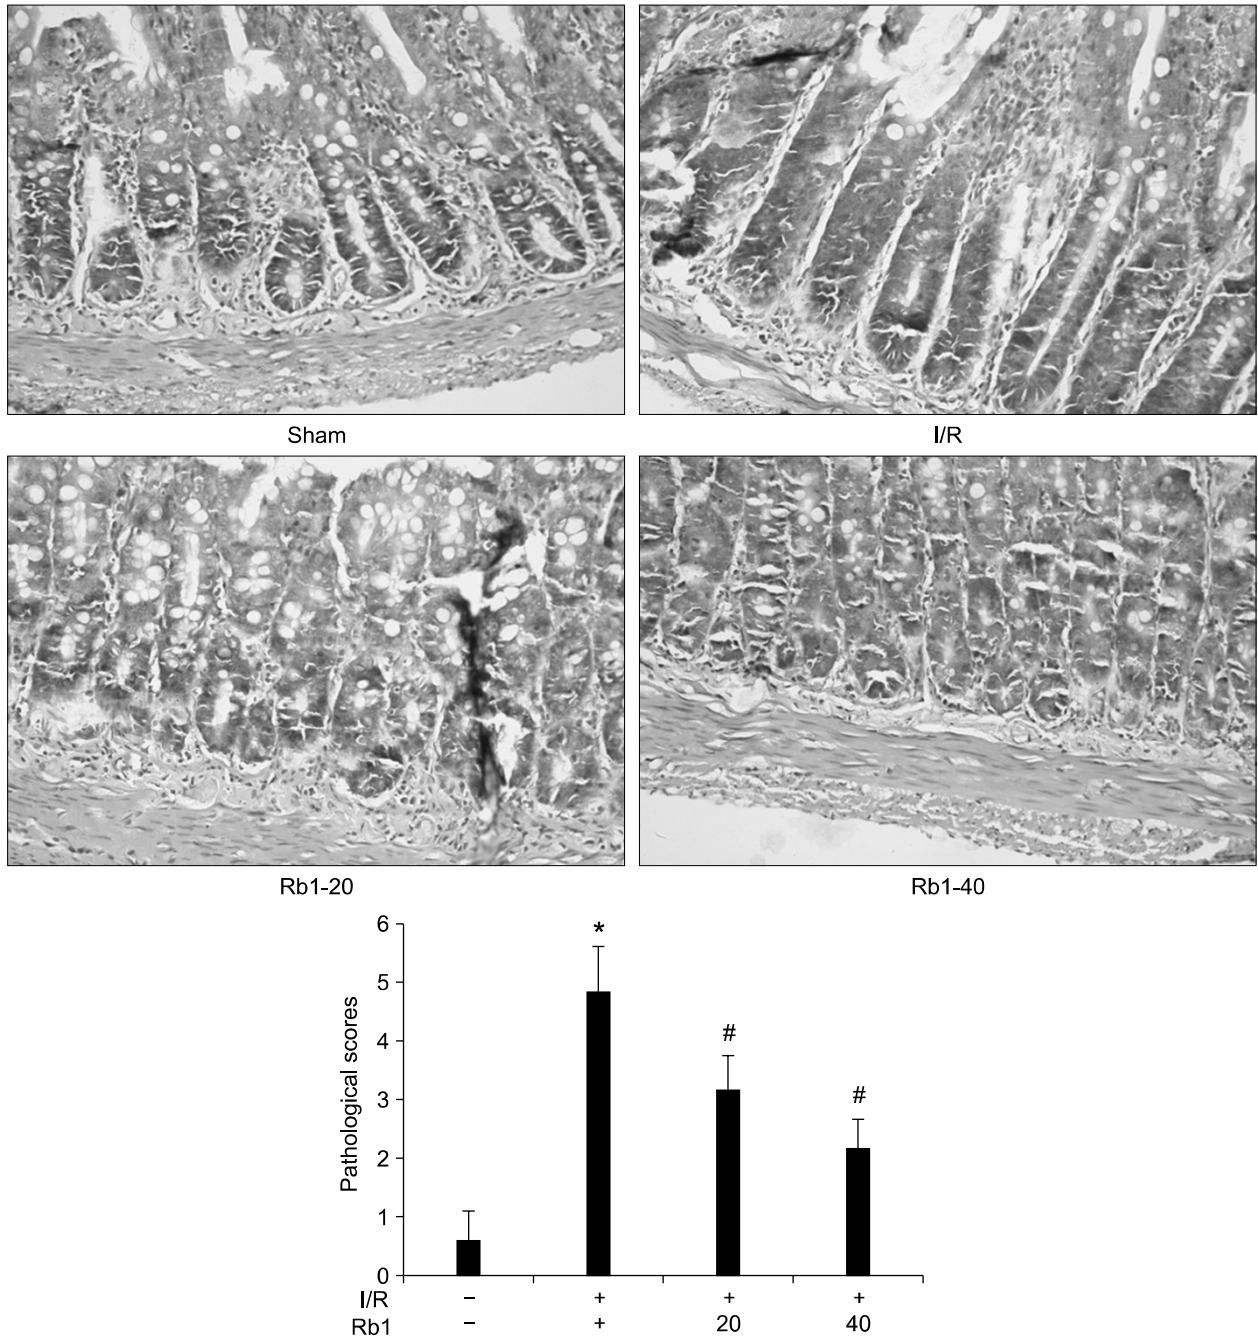 Sham
I/R
Rb1-20
Rb1-40
6
*
5
#
4
#
3
2
1
0
Pathological scores
I/R – + + +
Rb1 – + 20 40